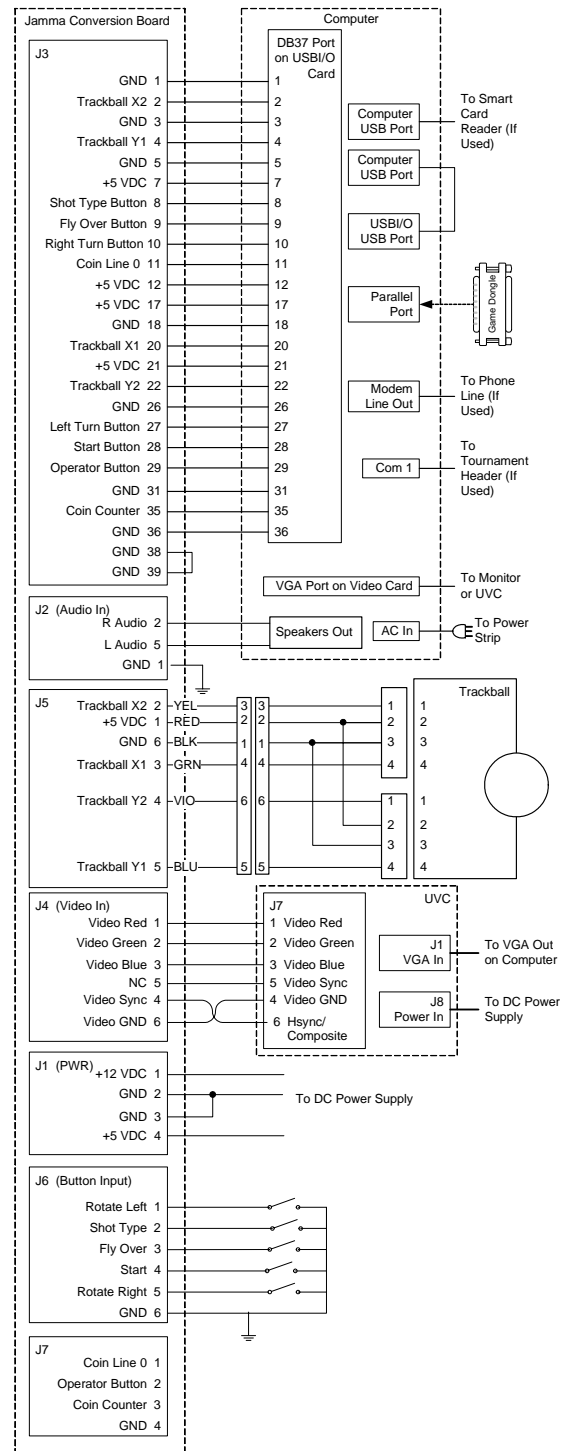 Jamma Conversion Board
Computer
J3
GND 1
Trackball X2 2
GND 3
Trackball Y1 4
GND 5
+5 VDC 7
Shot Type Button 8
Fly Over Button 9
Right Turn Button 10
Coin Line 0 11
+5 VDC 12
+5 VDC 17
GND 18
Trackball X1 20
+5 VDC 21
Trackball Y2 22
GND 26
Left Turn Button 27
Start Button 28
Operator Button 29
GND 31
Coin Counter 35
GND 36
GND 38
GND 39
DB37 Port
on USBI/O
Card
1
2
3
4
5
7
8
9
10
11
12
17
18
20
21
22
26
27
28
29
31
35
36
Computer
USB Port
To Smart
Card
Reader (If
Used)
Computer
USB Port
USBI/O
USB Port
Parallel
Port
Game Dongle
Modem
Line Out
To Phone
Line (If
Used)
Com 1
To
Tournament
Header (If
Used)
VGA Port on Video Card
To Monitor
or UVC
J2 (Audio In)
R Audio 2
L Audio 5
GND 1
Speakers Out
AC In
To Power
Strip
J5
Trackball X2 2 YEL 3 3
+5 VDC 1 RED 2 2
GND 6 BLK 1 1
Trackball X1 3 GRN 4 4
Trackball Y2 4 VIO 6 6
Trackball Y1 5 BLU 5 5
1 1
2 2
3 3
4 4
1 1
2 2
3 3
4 4
Trackball
J4 (Video In)
Video Red 1
Video Green 2
Video Blue 3
NC 5
Video Sync 4
Video GND 6
UVC
J7
1 Video Red
2 Video Green
3 Video Blue
5 Video Sync
4 Video GND
6 Hsync/
Composite
J1
VGA In
To VGA Out
on Computer
J8
Power In
To DC Power
Supply
J1 (PWR)
+12 VDC 1
GND 2
GND 3
+5 VDC 4
To DC Power Supply
J6 (Button Input)
Rotate Left 1
Shot Type 2
Fly Over 3
Start 4
Rotate Right 5
GND 6
J7
Coin Line 0 1
Operator Button 2
Coin Counter 3
GND 4